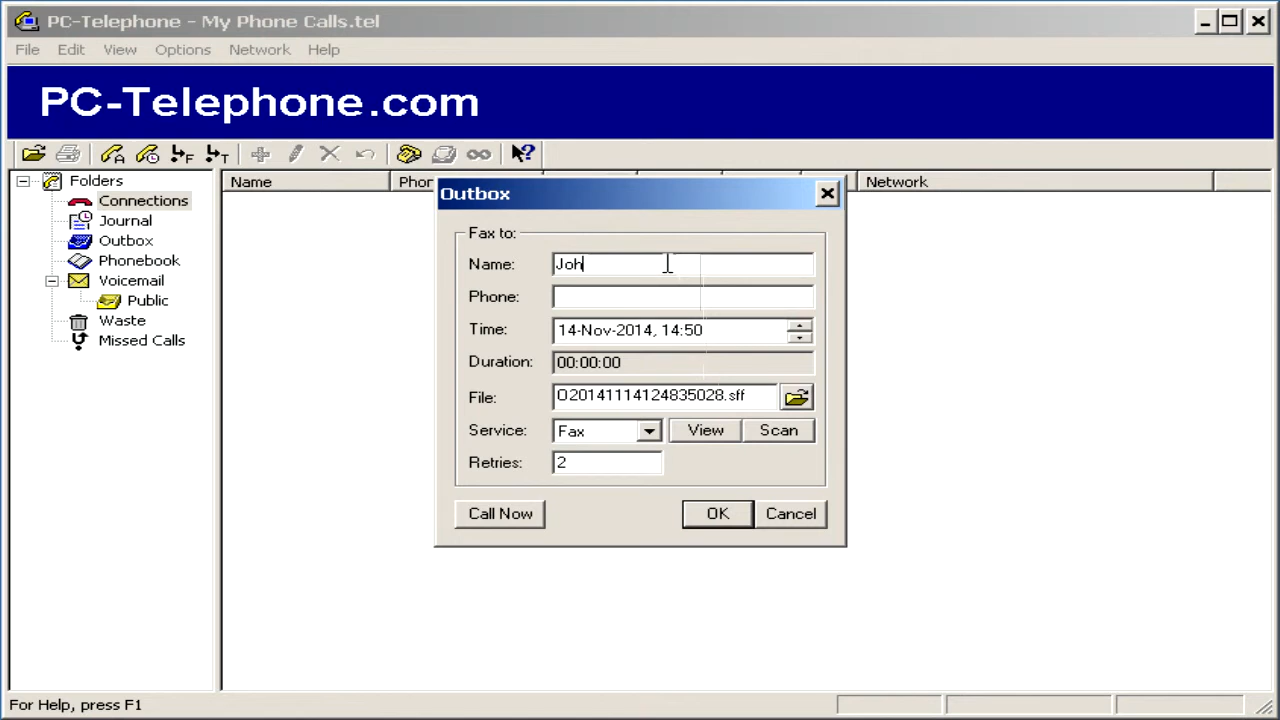 PC-Telephone - My Phone Calls.tel
File Edit View Options Network Help
PC-Telephone.com
Folders
Connections
Journal
Outbox
Phonebook
Voicemail
Public
Waste
Missed Calls
Name Phor Network
Outbox
Fax to:
Name: Joh
Phone:
Time: 14-Nov-2014, 14:50
Duration: 00:00:00
File: O20141114124835028.sff
Service: Fax View Scan
Retries: 2
Call Now OK Cancel
For Help, press F1